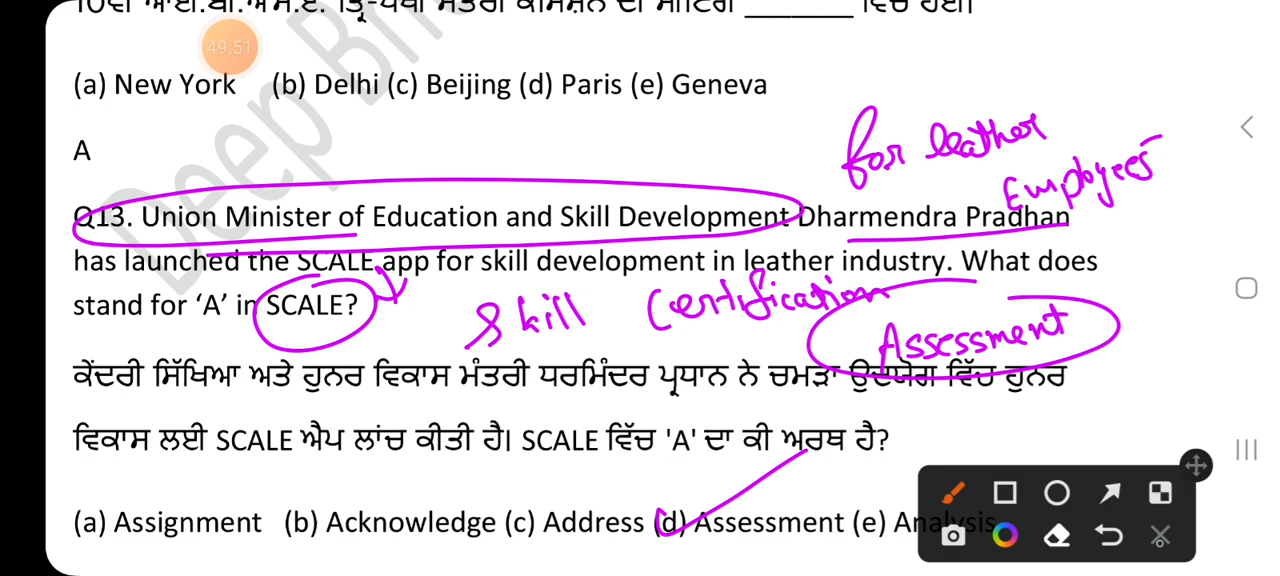 49:51
(a) New York (b) Delhi (c) Beijing (d) Paris (e) Geneva
A
for leather
Employees
Q13. Union Minister of Education and Skill Development Dharmendra Pradhan
has launched the SCALE app for skill development in leather industry. What does
stand for ‘A’ in SCALE?
Skill Certification
Assessment
ਕੇਂਦਰੀ ਸਿੱਖਿਆ ਅਤੇ ਹੁਨਰ ਵਿਕਾਸ ਮੰਤਰੀ ਧਰਮਿੰਦਰ ਪ੍ਰਧਾਨ ਨੇ ਚਮੜਾ ਉਦਯੋਗ ਵਿੱਚ ਹੁਨਰ
ਵਿਕਾਸ ਲਈ SCALE ਐਪ ਲਾਂਚ ਕੀਤੀ ਹੈ। SCALE ਵਿੱਚ 'A' ਦਾ ਕੀ ਅਰਥ ਹੈ?
(a) Assignment (b) Acknowledge (c) Address (d) Assessment (e) Analysis
Deep